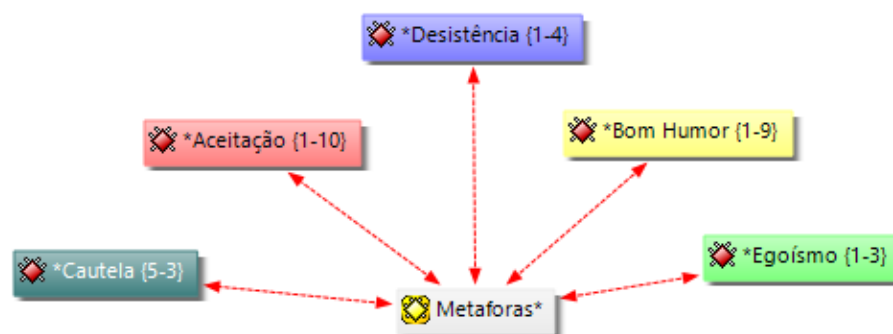 *Desistência {1-4}
*Aceitação {1-10}
*Bom Humor {1-9}
*Cautela {5-3}
*Egoísmo {1-3}
Metaforas*